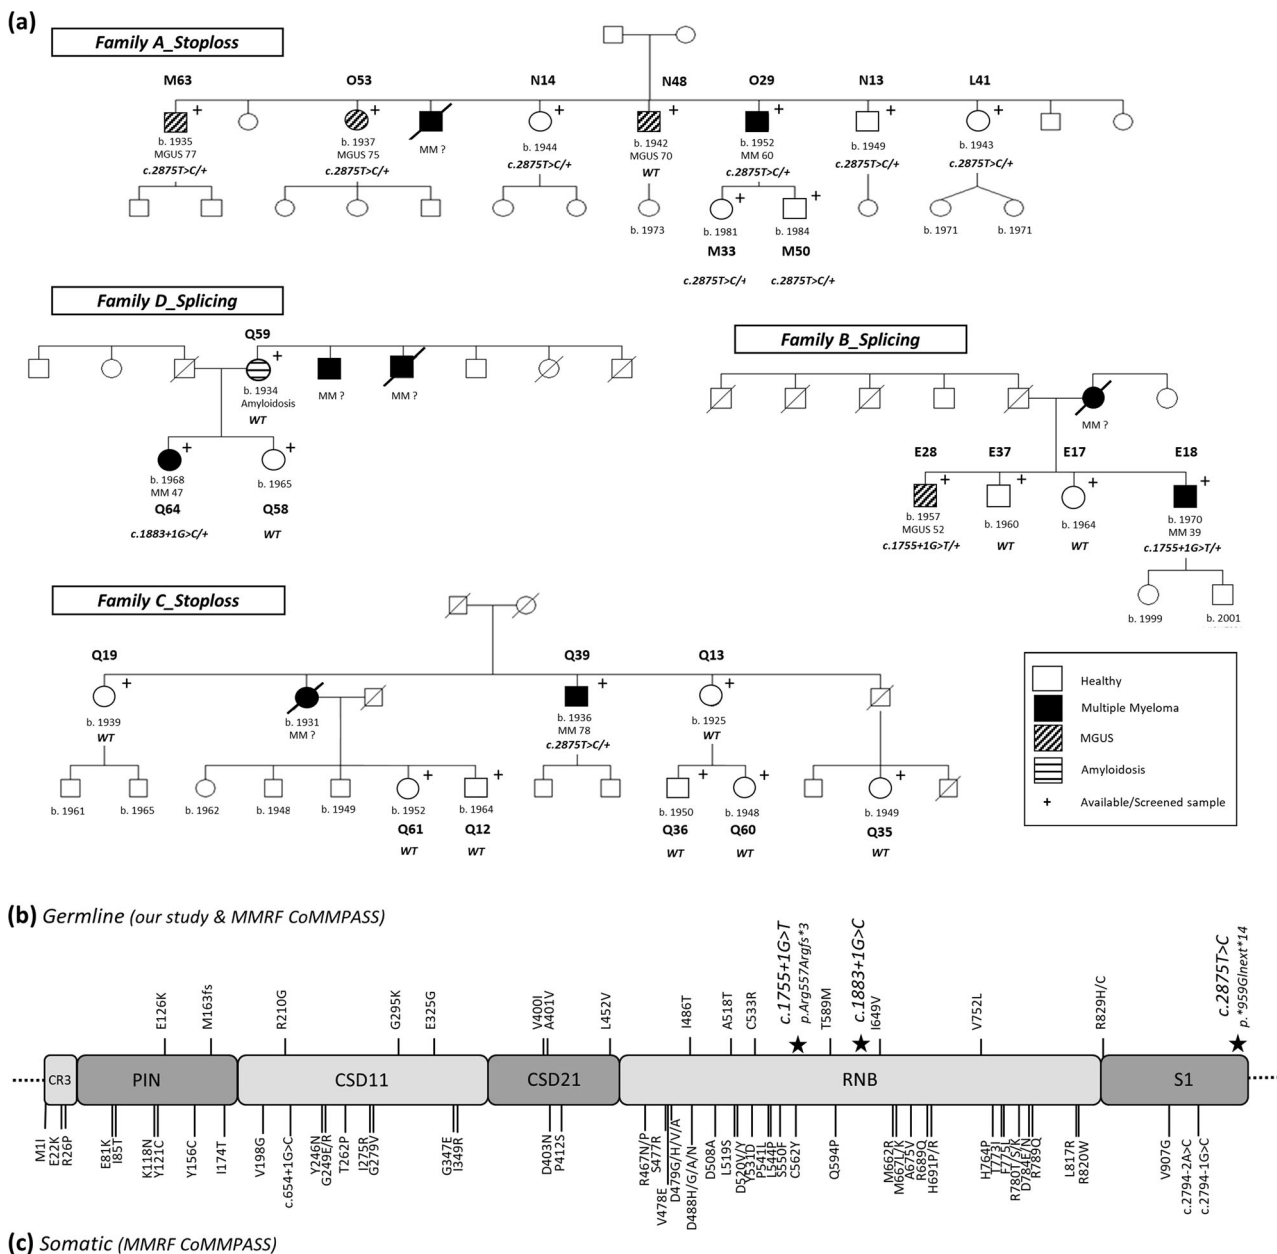 (a)
Family A_Stoploss
M63 O53 N14 N48 O29 N13 L41
+ + + + + + +
b. 1935 b. 1937 MM ? b. 1944 b. 1942 b. 1952 b. 1949 b. 1943
MGUS 77 MGUS 75 MGUS 70 MM 60
c.2875T>C/+ c.2875T>C/+ c.2875T>C/+ WT c.2875T>C/+ c.2875T>C/+ c.2875T>C/+
+ +
b. 1973 b. 1981 b. 1984 b. 1971 b. 1971
M33 M50
c.2875T>C/+ c.2875T>C/+
Family D_Splicing
Q59
+
b. 1934 MM ? MM ?
Amyloidosis
WT
+ +
b. 1968 b. 1965
MM 47
Q64 Q58
c.1883+1G>C/+ WT
Family B_Splicing
MM ?
E28 E37 E17 E18
+ + + +
b. 1957 b. 1960 b. 1964 b. 1970
MGUS 52 WT WT MM 39
c.1755+1G>T/+ c.1755+1G>T/+
b. 1999 b. 2001
Family C_Stoploss
Q19 Q39 Q13
+ + +
b. 1939 b. 1931 b. 1936 b. 1925
WT MM ? MM 78 WT
c.2875T>C/+
+ + + + +
b. 1961 b. 1965 b. 1962 b. 1948 b. 1949 b. 1952 b. 1964 b. 1950 b. 1948 b. 1949
Q61 Q12 Q36 Q60 Q35
WT WT WT WT WT
Healthy
Multiple Myeloma
MGUS
Amyloidosis
+ Available/Screened sample
(b) Germline (our study & MMRF CoMMPASS)
E126K
M163fs
R210G
G295K
E325G
V400I
A401V
L452V
I486T
A518T
C533R
c.1755+1G>T
p.Arg557Argfs*3
T589M
c.1883+1G>C
I649V
V752L
R829H/C
c.2875T>C
p.*959Glnext*14
CR3 PIN CSD11 CSD21 RNB S1
M1I
E22K
R26P
E81K
I85T
K118N
Y121C
Y156C
I174T
V198G
c.654+1G>C
Y246N
G249E/R
T262P
I275R
G279V
G347E
I349R
D403N
P412S
R467N/P
S477R
V478E
D479G/H/V/A
D488H/G/A/N
D508A
L519S
D520V/Y
Y531D
P541L
L544P
S550F
C562Y
Q594P
M662R
M667L/K
A675V
R689Q
H691P/R
H764P
T773I
R780T/S/K
D784E/N
R789Q
L817R
R820W
V907G
c.2794-2A>C
c.2794-1G>C
(c) Somatic (MMRF CoMMPASS)